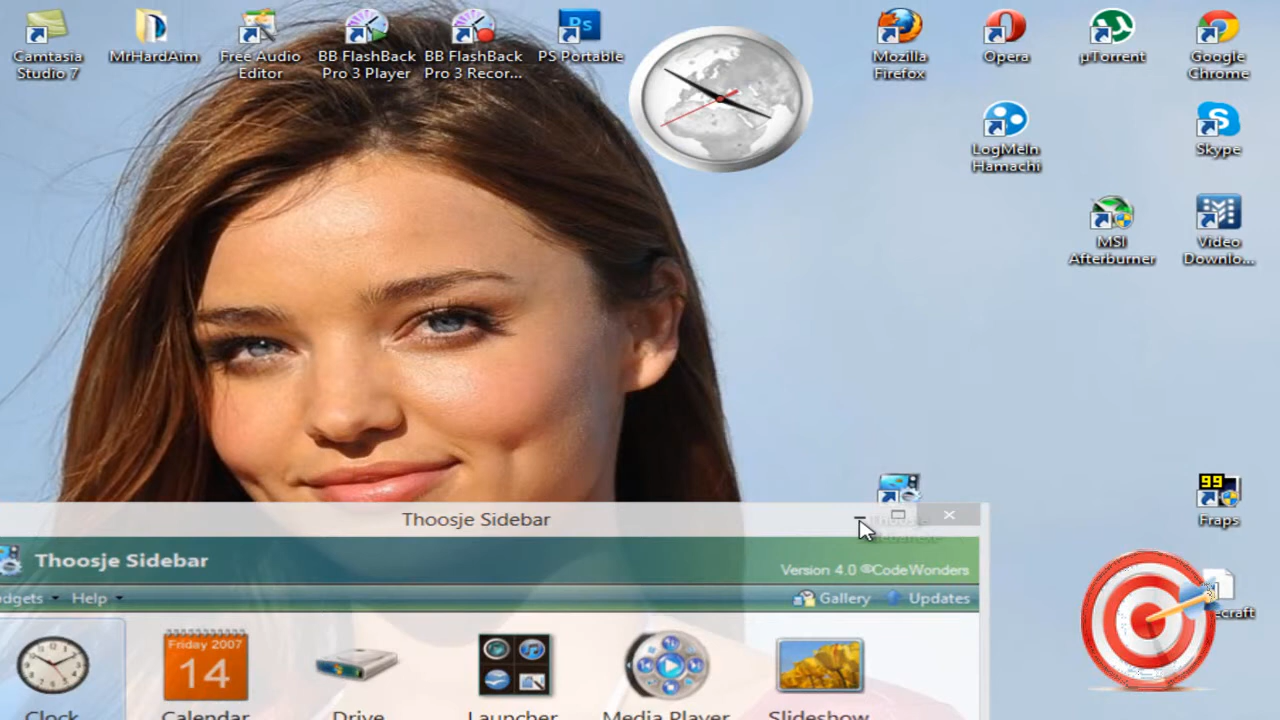 Camtasia
Studio 7
MrHardAim
Free Audio
Editor
BB FlashBack
Pro 3 Player
BB FlashBack
Pro 3 Recor...
PS Portable
Mozilla
Firefox
Opera
µTorrent
Google
Chrome
LogMeIn
Hamachi
Skype
MSI
Afterburner
Video
Downlo...
99
Fraps
Thoosje Sidebar
Thoosje Sidebar
Version 4.0 ©CodeWonders
Help
Gallery
Updates
Friday 2007
14
Clock
Calendar
Drive
Launcher
Media Player
Slideshow